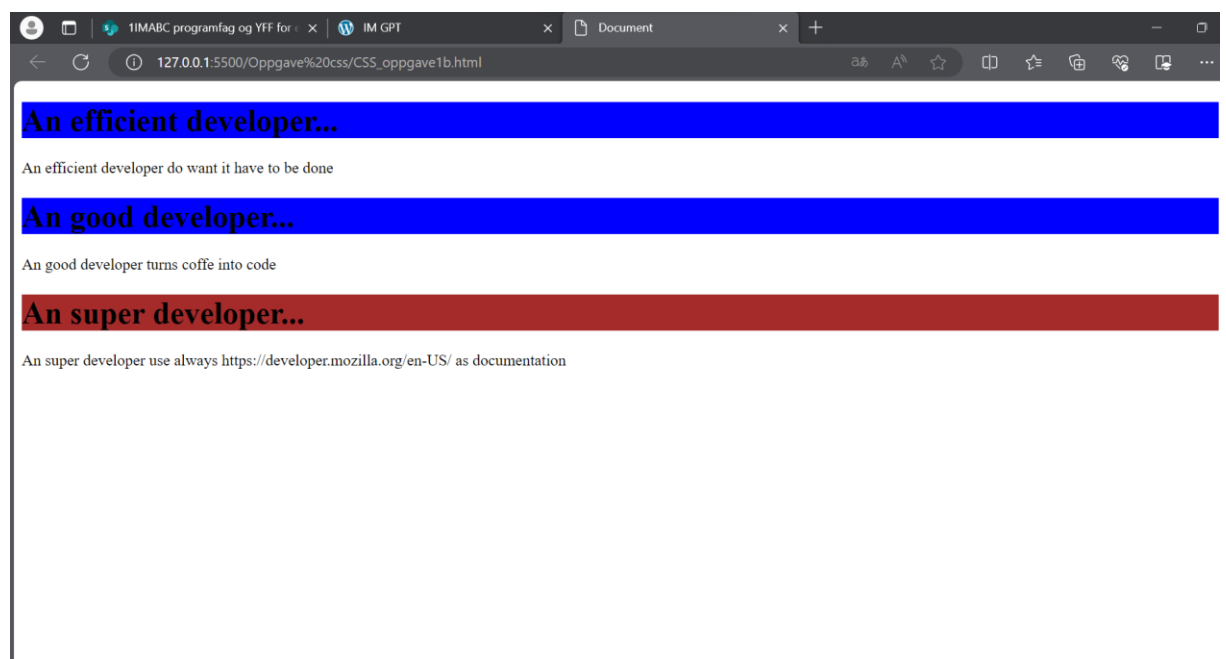 1IMABC programfag og YFF for
IM GPT
Document
127.0.0.1:5500/Oppgave%20css/CSS_oppgave1b.html
An efficient developer...
An efficient developer do want it have to be done
An good developer...
An good developer turns coffe into code
An super developer...
An super developer use always https://developer.mozilla.org/en-US/ as documentation